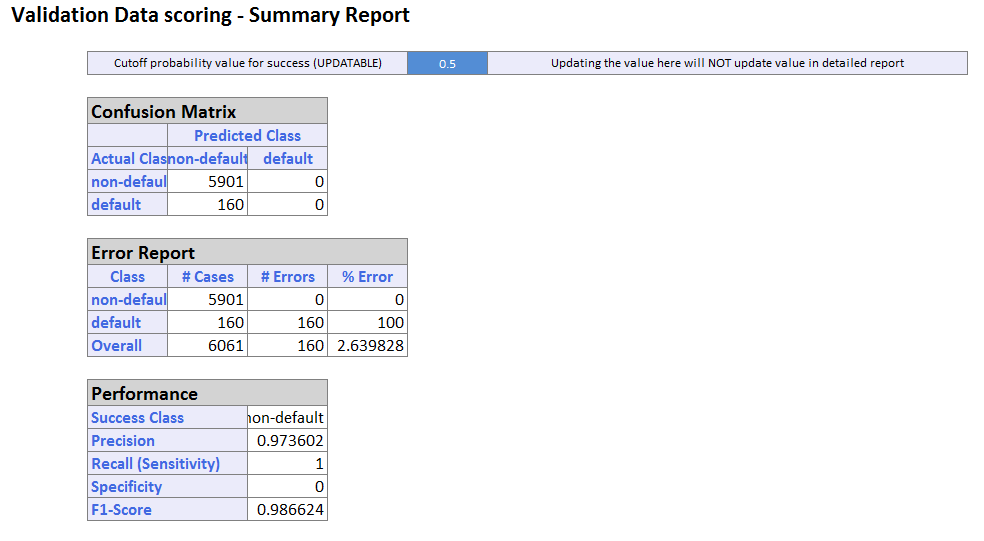 Validation Data scoring - Summary Report
Cutoff probability value for success (UPDATABLE) 0.5 Updating the value here will NOT update value in detailed report
Confusion Matrix
Predicted Class
Actual Clas non-default default
non-defaul 5901 0
default 160 0
Error Report
Class # Cases # Errors % Error
non-defaul 5901 0 0
default 160 160 100
Overall 6061 160 2.639828
Performance
Success Class non-default
Precision 0.973602
Recall (Sensitivity) 1
Specificity 0
F1-Score 0.986624